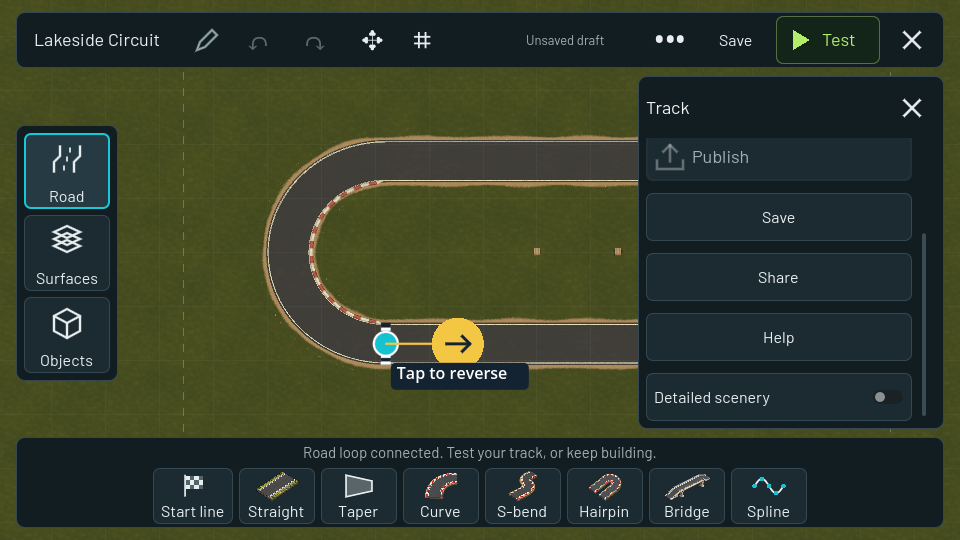 Lakeside Circuit
Unsaved draft
Save
Test
Track
Publish
Save
Share
Help
Detailed scenery
Road
Surfaces
Objects
Tap to reverse
Road loop connected. Test your track, or keep building.
Start line
Straight
Taper
Curve
S-bend
Hairpin
Bridge
Spline